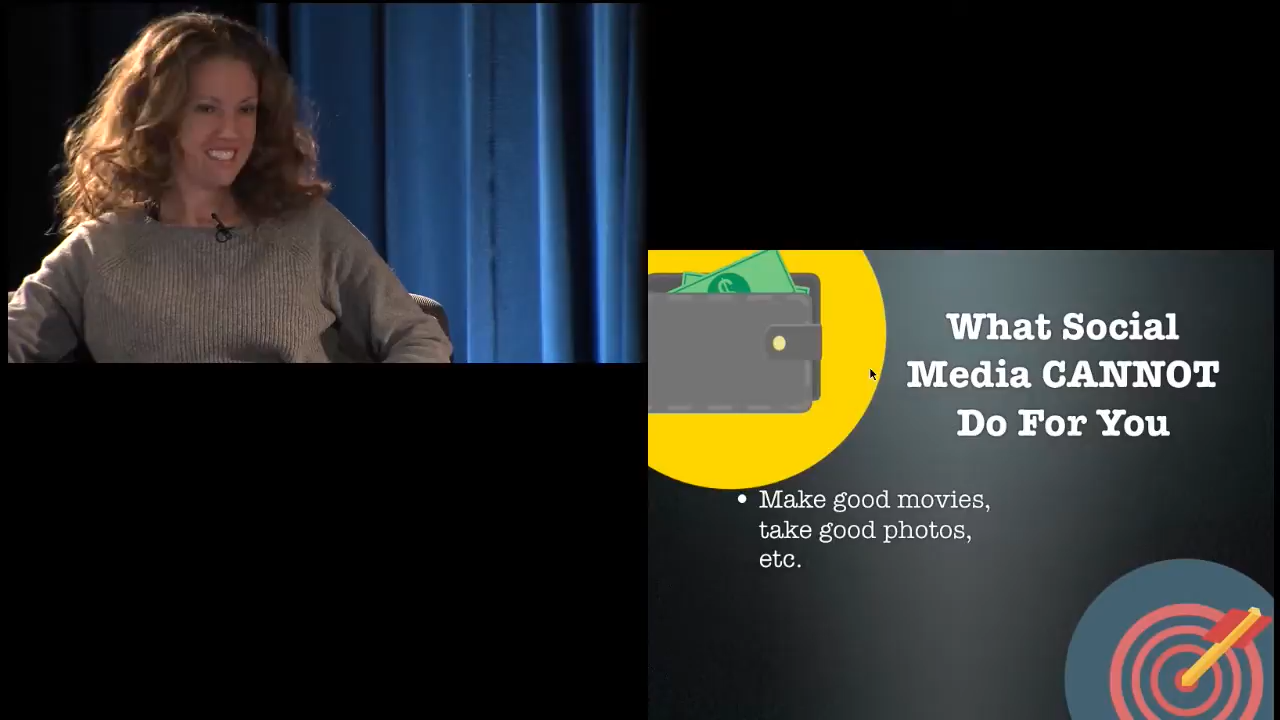 What Social
Media CANNOT
Do For You
• Make good movies,
take good photos,
etc.